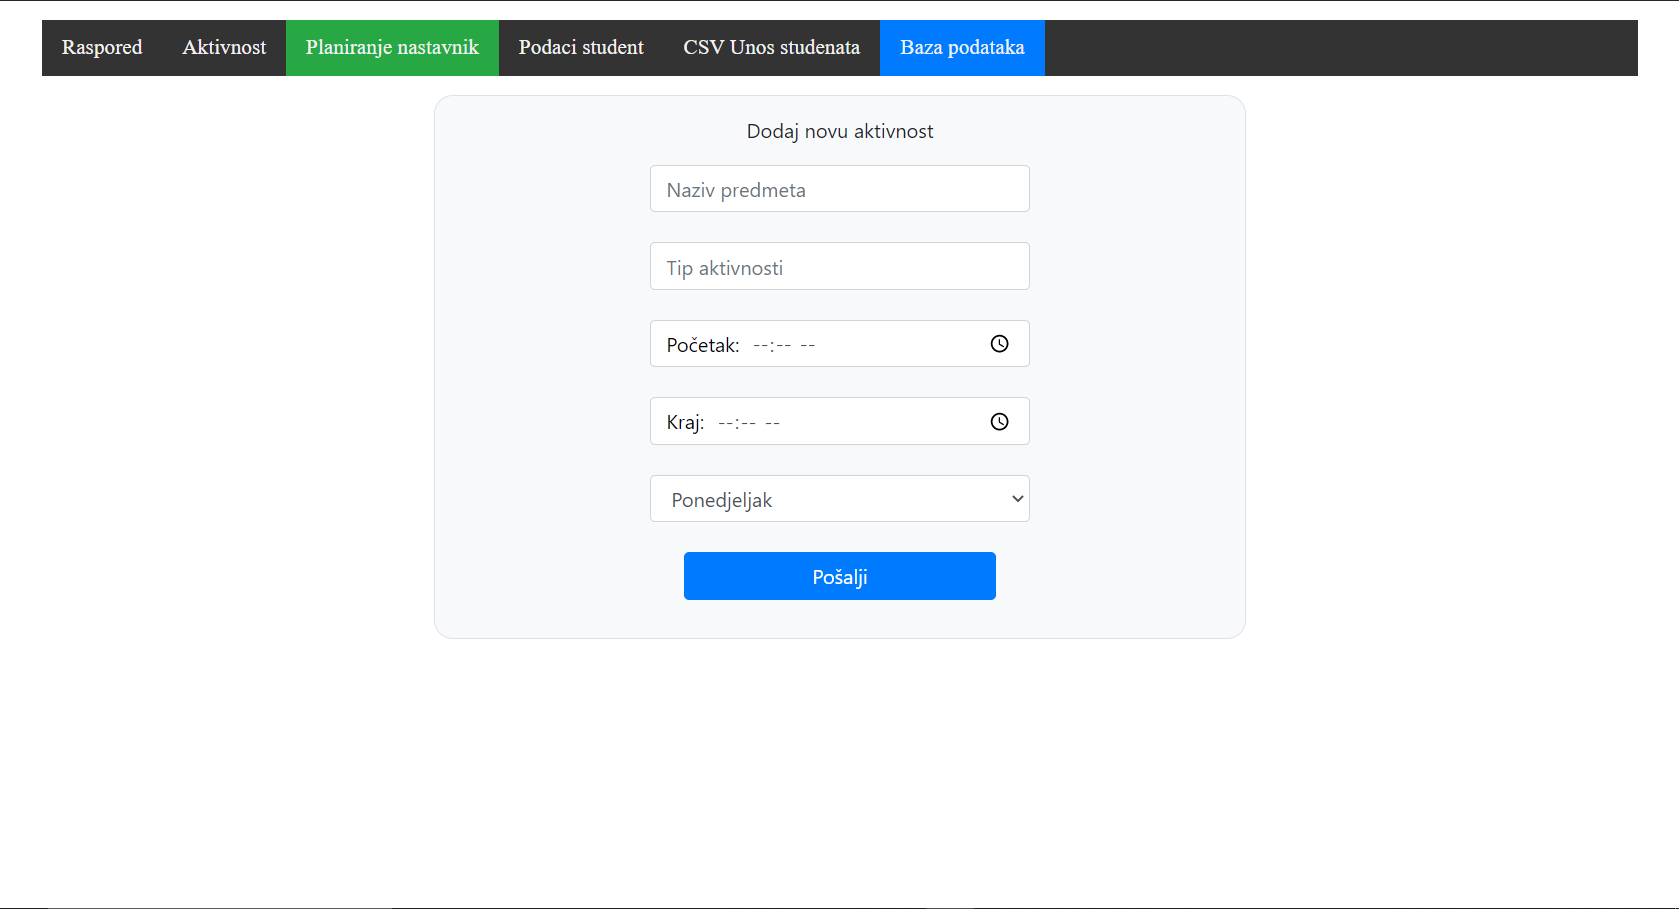 Raspored Aktivnost Planiranje nastavnik Podaci student CSV Unos studenata Baza podataka
Dodaj novu aktivnost
Naziv predmeta
Tip aktivnosti
Početak: --:-- --
Kraj: --:-- --
Ponedjeljak
Pošalji